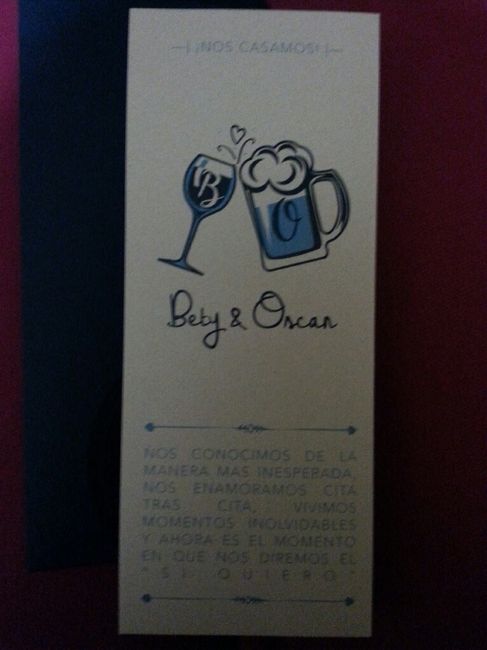 ¡NOS CASAMOS!
B O
Bety & Oscar
NOS CONOCIMOS DE LA
MANERA MAS INESPERADA,
NOS ENAMORAMOS CITA
TRAS CITA, VIVIMOS
MOMENTOS INOLVIDABLES
Y AHORA ES EL MOMENTO
EN QUE NOS DIREMOS EL
"SI QUIERO"